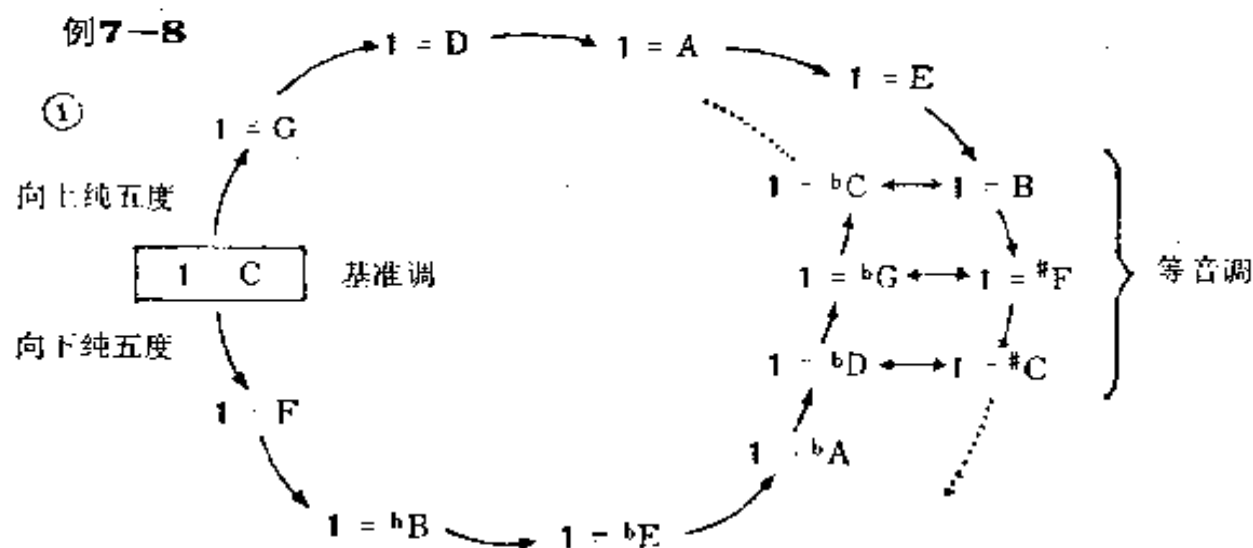 例7—8
1 = D 1 = A
1 = E
①
1 = G
向上纯五度
1 - ♭C 1 - B
1 C 基准调
1 = ♭G 1 = #F
等音调
向下纯五度
1 - ♭D 1 - #C
1 - F
1 - ♭A
1 = ♭B 1 - ♭E